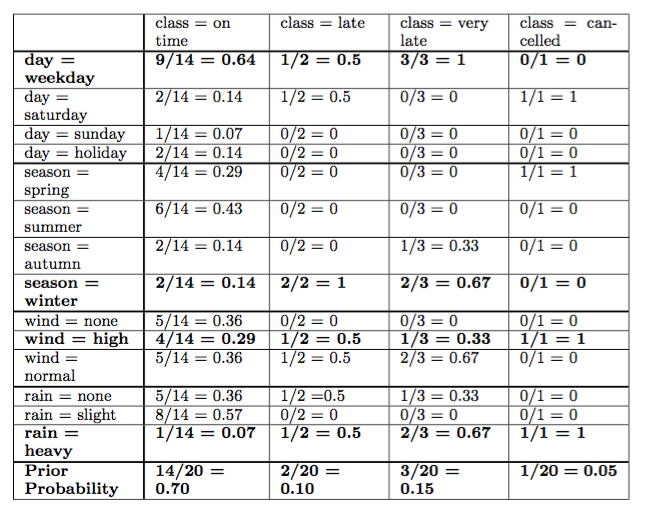 class = on time class = late class = very late class = can-celled
day = weekday 9/14 = 0.64 1/2 = 0.5 3/3 = 1 0/1 = 0
day = saturday 2/14 = 0.14 1/2 = 0.5 0/3 = 0 1/1 = 1
day = sunday 1/14 = 0.07 0/2 = 0 0/3 = 0 0/1 = 0
day = holiday 2/14 = 0.14 0/2 = 0 0/3 = 0 0/1 = 0
season = spring 4/14 = 0.29 0/2 = 0 0/3 = 0 1/1 = 1
season = summer 6/14 = 0.43 0/2 = 0 0/3 = 0 0/1 = 0
season = autumn 2/14 = 0.14 0/2 = 0 1/3 = 0.33 0/1 = 0
season = winter 2/14 = 0.14 2/2 = 1 2/3 = 0.67 0/1 = 0
wind = none 5/14 = 0.36 0/2 = 0 0/3 = 0 0/1 = 0
wind = high 4/14 = 0.29 1/2 = 0.5 1/3 = 0.33 1/1 = 1
wind = normal 5/14 = 0.36 1/2 = 0.5 2/3 = 0.67 0/1 = 0
rain = none 5/14 = 0.36 1/2 =0.5 1/3 = 0.33 0/1 = 0
rain = slight 8/14 = 0.57 0/2 = 0 0/3 = 0 0/1 = 0
rain = heavy 1/14 = 0.07 1/2 = 0.5 2/3 = 0.67 1/1 = 1
Prior Probability 14/20 = 0.70 2/20 = 0.10 3/20 = 0.15 1/20 = 0.05